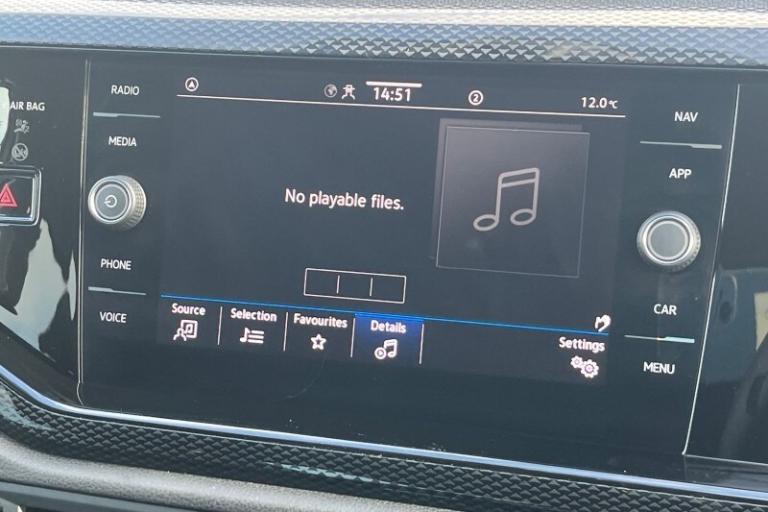 AIR BAG
RADIO
MEDIA
PHONE
VOICE
14:51
2
12.0°C
No playable files.
Source
Selection
Favourites
Details
Settings
NAV
APP
CAR
MENU